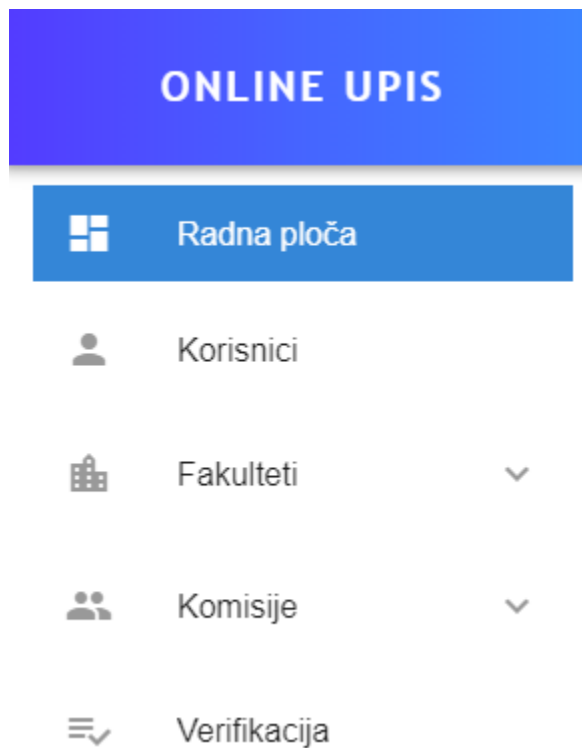 ONLINE UPIS
Radna ploča
Korisnici
Fakulteti
Komisije
Verifikacija